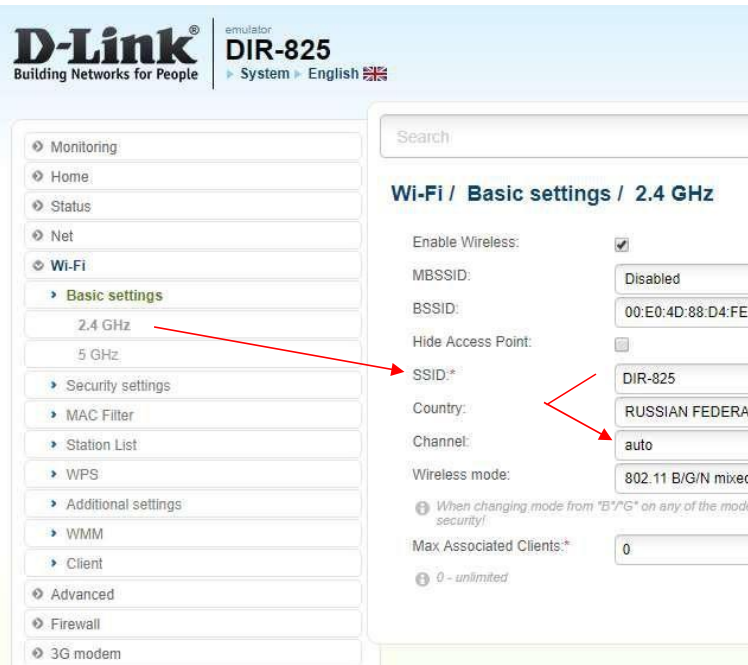 D-Link®
Building Networks for People
emulator
DIR-825
System English
Search
Monitoring
Home
Status
Net
Wi-Fi
Basic settings
2.4 GHz
5 GHz
Security settings
MAC Filter
Station List
WPS
Additional settings
WMM
Client
Advanced
Firewall
3G modem
Wi-Fi / Basic settings / 2.4 GHz
Enable Wireless:
MBSSID: Disabled
BSSID: 00:E0:4D:88:D4:FE
Hide Access Point:
SSID:* DIR-825
Country: RUSSIAN FEDERA
Channel: auto
Wireless mode: 802.11 B/G/N mixed
When changing mode from "B"/"G" on any of the mode
security!
Max Associated Clients:* 0
0 - unlimited